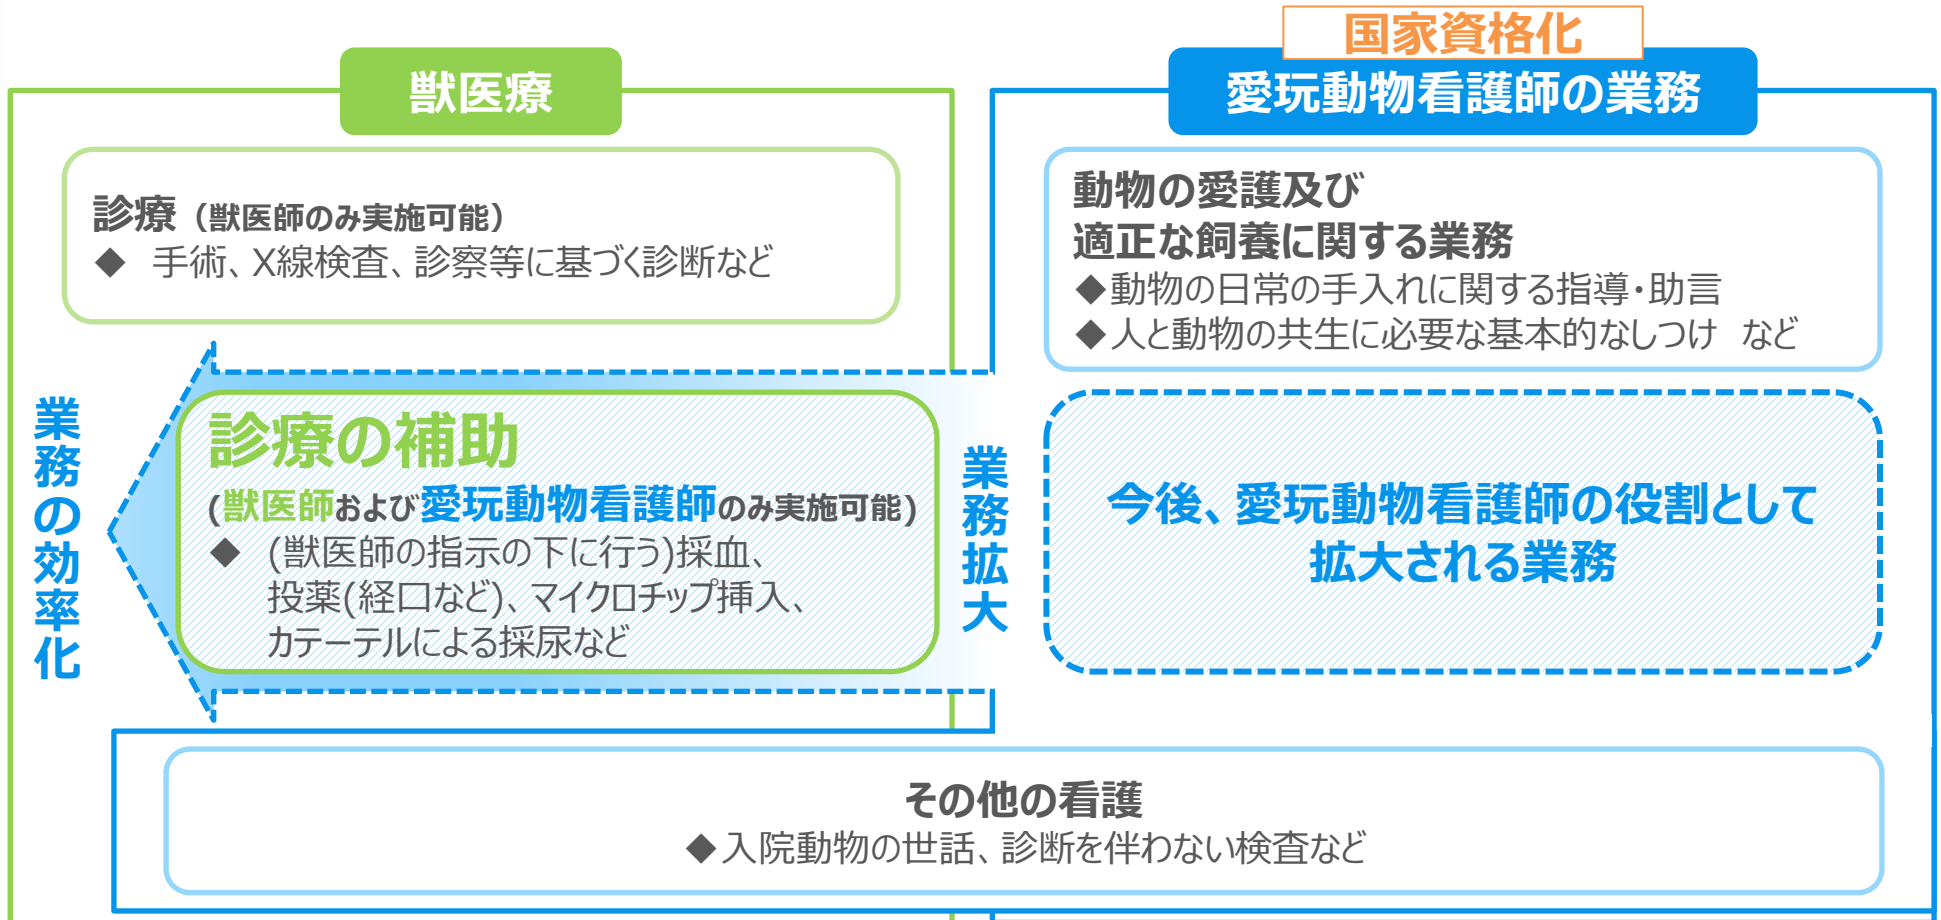 国家資格化
獣医療
愛玩動物看護師の業務
診療（獣医師のみ実施可能）
◆ 手術、X線検査、診察等に基づく診断など
動物の愛護及び
適正な飼養に関する業務
◆動物の日常の手入れに関する指導・助言
◆人と動物の共生に必要な基本的なしつけ など
業務の効率化
診療の補助
(獣医師および愛玩動物看護師のみ実施可能)
◆ (獣医師の指示の下に行う)採血、
投薬(経口など)、マイクロチップ挿入、
カテーテルによる採尿など
業務拡大
今後、愛玩動物看護師の役割として
拡大される業務
その他の看護
◆入院動物の世話、診断を伴わない検査など